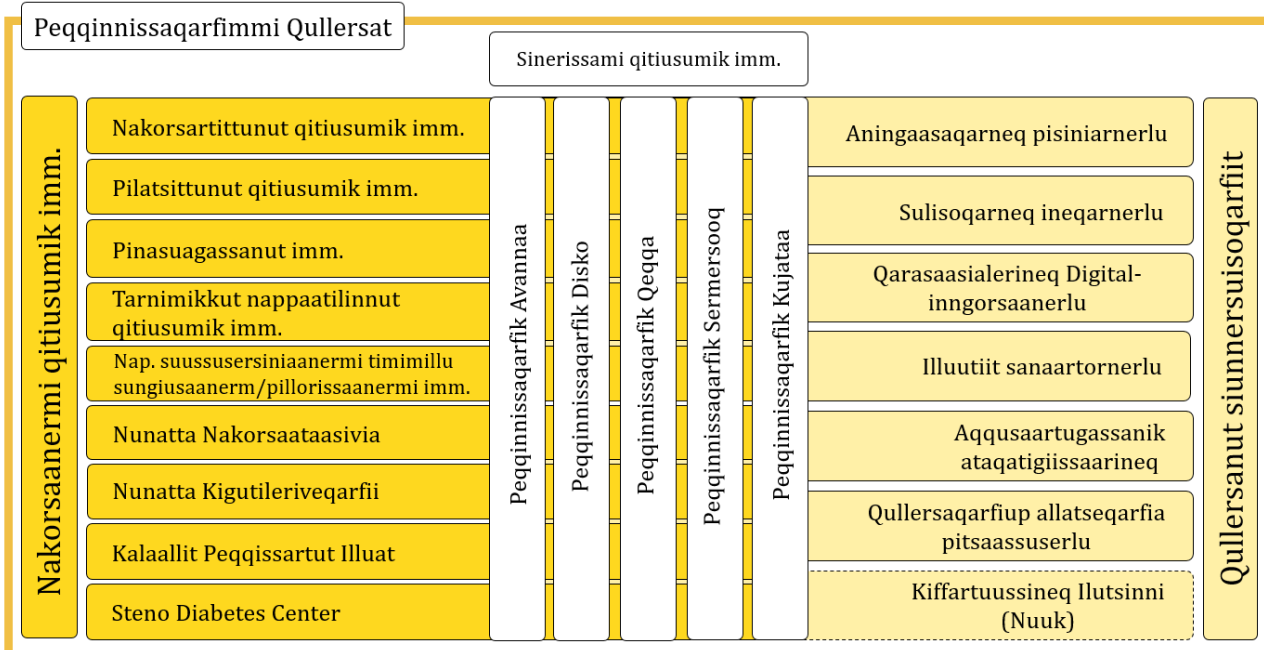 Peqqinnissaqarfimmi Qullersat
Sinerissami qitiusumik imm.
Nakorsaanermi qitiusumik imm.
Nakorsartittunut qitiusumik imm.
Pilatsittunut qitiusumik imm.
Pinasuagassanut imm.
Tarnimikkut nappaatilinnut
qitiusumik imm.
Nap. suussusersiniaanermi timimillu
sungiusaanerm/pillorissaanermi imm.
Nunatta Nakorsaataasivia
Nunatta Kigutileriveqarfii
Kalaallit Peqqissartut Illuat
Steno Diabetes Center
Peqqinnissaqarfik Avannaa
Peqqinnissaqarfik Disko
Peqqinnissaqarfik Qeqqa
Peqqinnissaqarfik Sermersooq
Peqqinnissaqarfik Kujataa
Aningaasaqarneq pisiniarnerlu
Sulisoqarneq ineqarnerlu
Qarasaasialerineq Digital-
inngorsaanerlu
Illuutiit sanaartornerlu
Aqqusaartugassanik
ataqatigiissaarineq
Qullersaqarfiup allatseqarfia
pitsaassuserlu
Kiffartuussineq Ilutsinni
(Nuuk)
Qullersanut siunnersuisoqarfiit